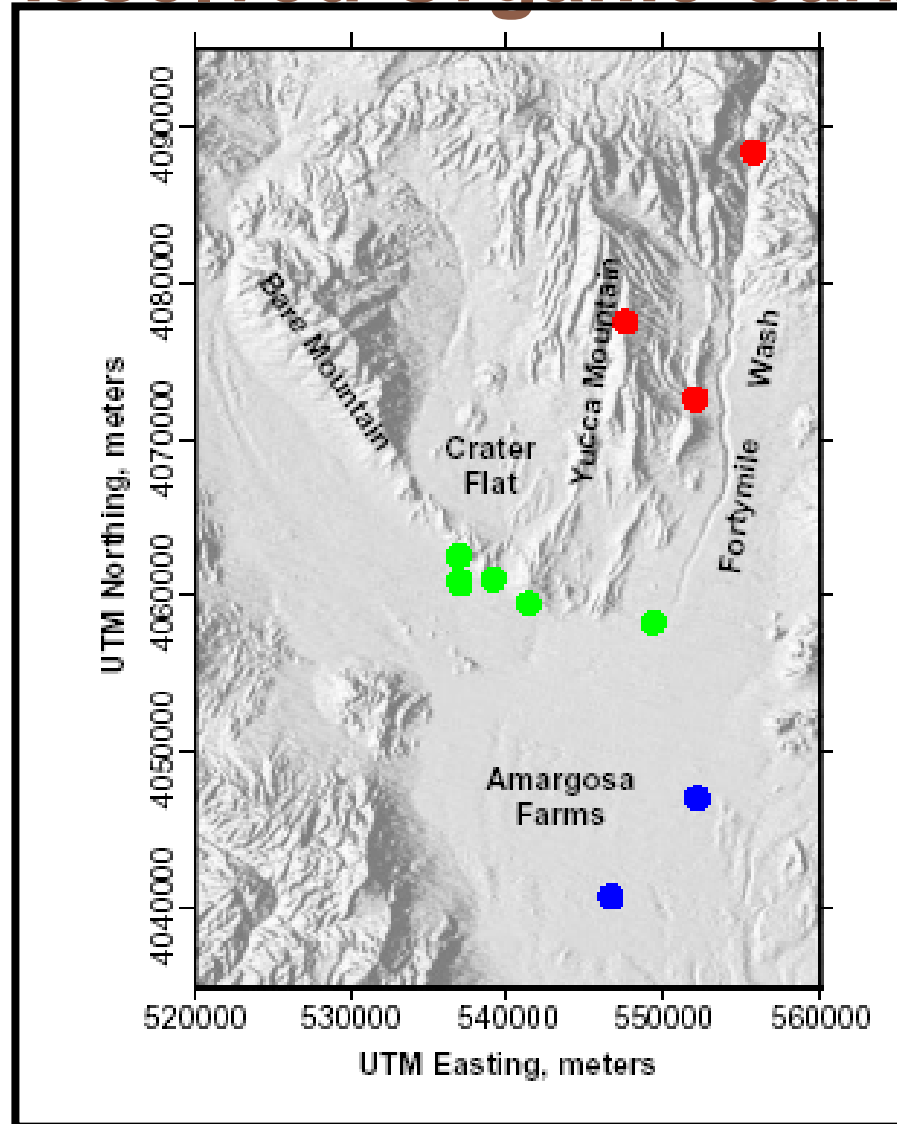 4090000
4080000
4070000
4060000
4050000
4040000
UTM Northing, meters
Bare Mountain
Crater
Flat
Yucca Mountain
Fortymile Wash
Amargosa
Farms
520000 530000 540000 550000 560000
UTM Easting, meters